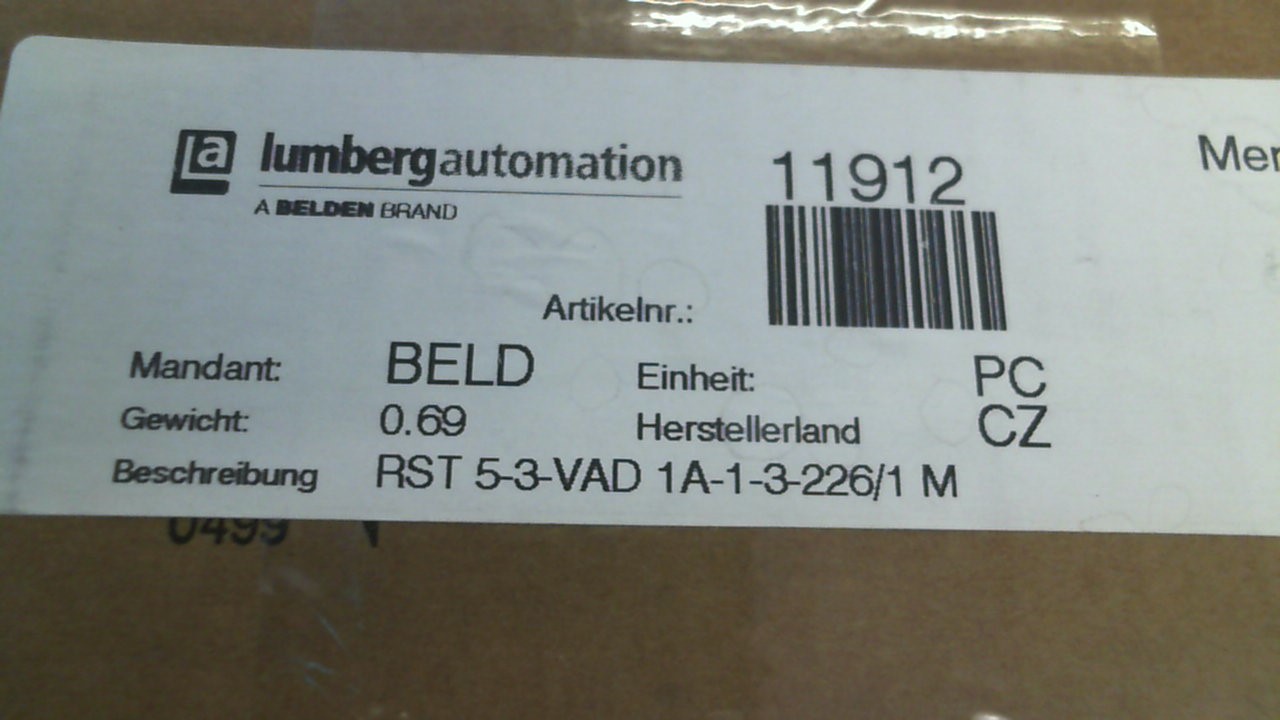 la lumbergautomation
A BELDEN BRAND
11912
Artikelnr.:
Mandant: BELD Einheit: PC
Gewicht: 0.69 Herstellerland CZ
Beschreibung RST 5-3-VAD 1A-1-3-226/1 M
0499